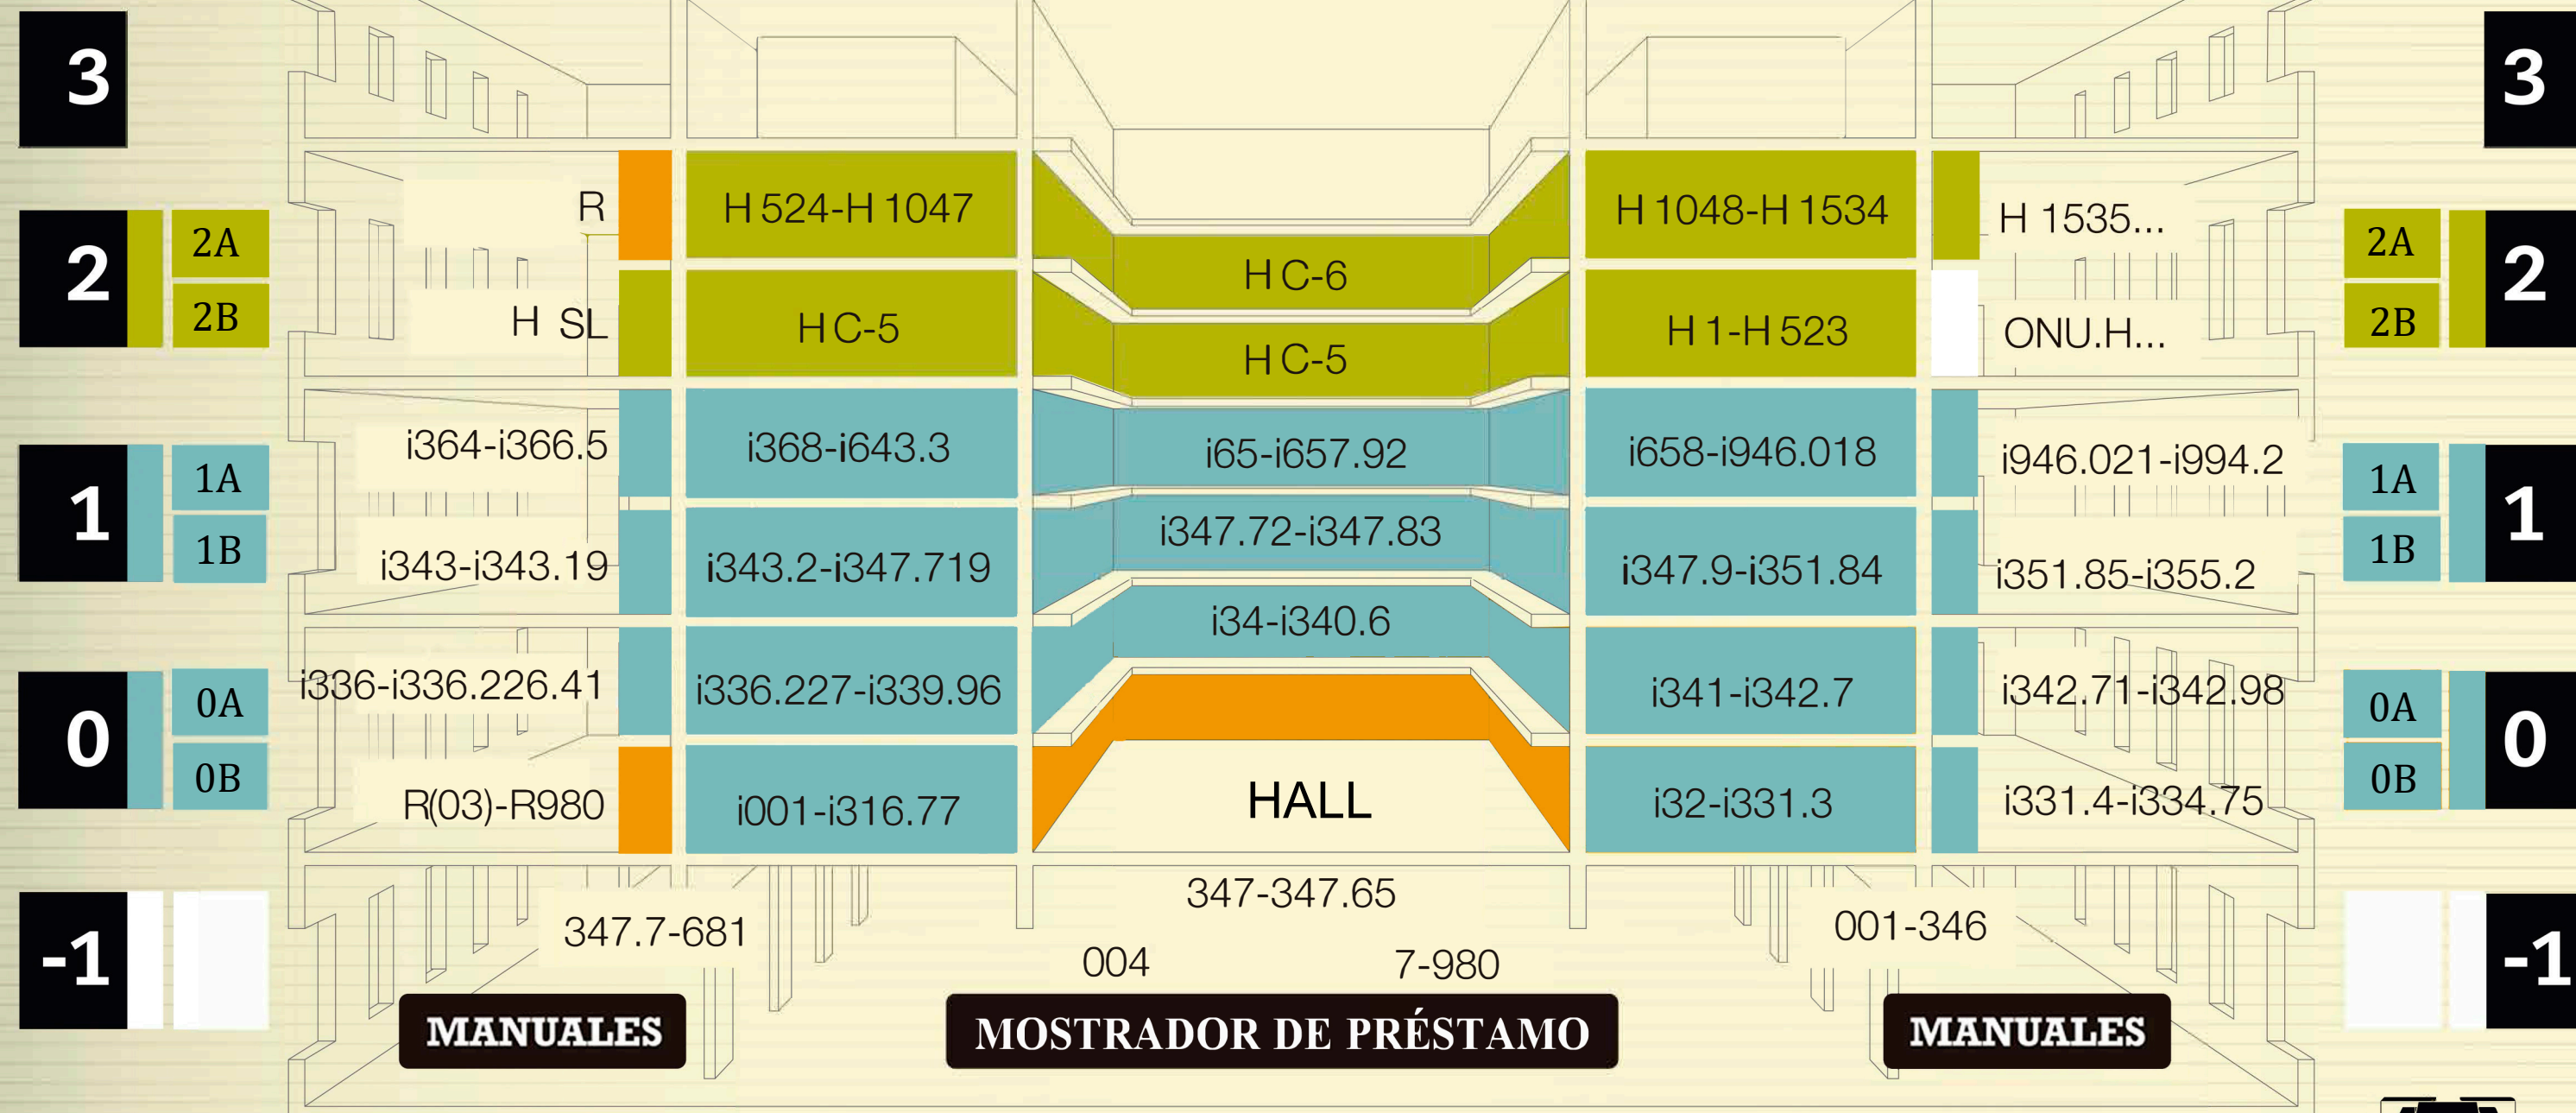 3
3
R
H 524-H 1047
H 1048-H 1534
H 1535...
2
2A
H C-6
2A
2
2B
H SL
H C-5
H C-5
H 1-H 523
ONU.H...
2B
i364-i366.5
i368-i643.3
i65-i657.92
i658-i946.018
i946.021-i994.2
1
1A
1A
1
1B
i343-i343.19
i343.2-i347.719
i347.72-i347.83
i347.9-i351.84
i351.85-i355.2
1B
i34-i340.6
0A
i336-i336.226.41
i336.227-i339.96
i341-i342.7
i342.71-i342.98
0A
0
0
0B
R(03)-R980
i001-i316.77
HALL
i32-i331.3
i331.4-i334.75
0B
347-347.65
-1
347.7-681
001-346
-1
004
7-980
MANUALES
MOSTRADOR DE PRÉSTAMO
MANUALES